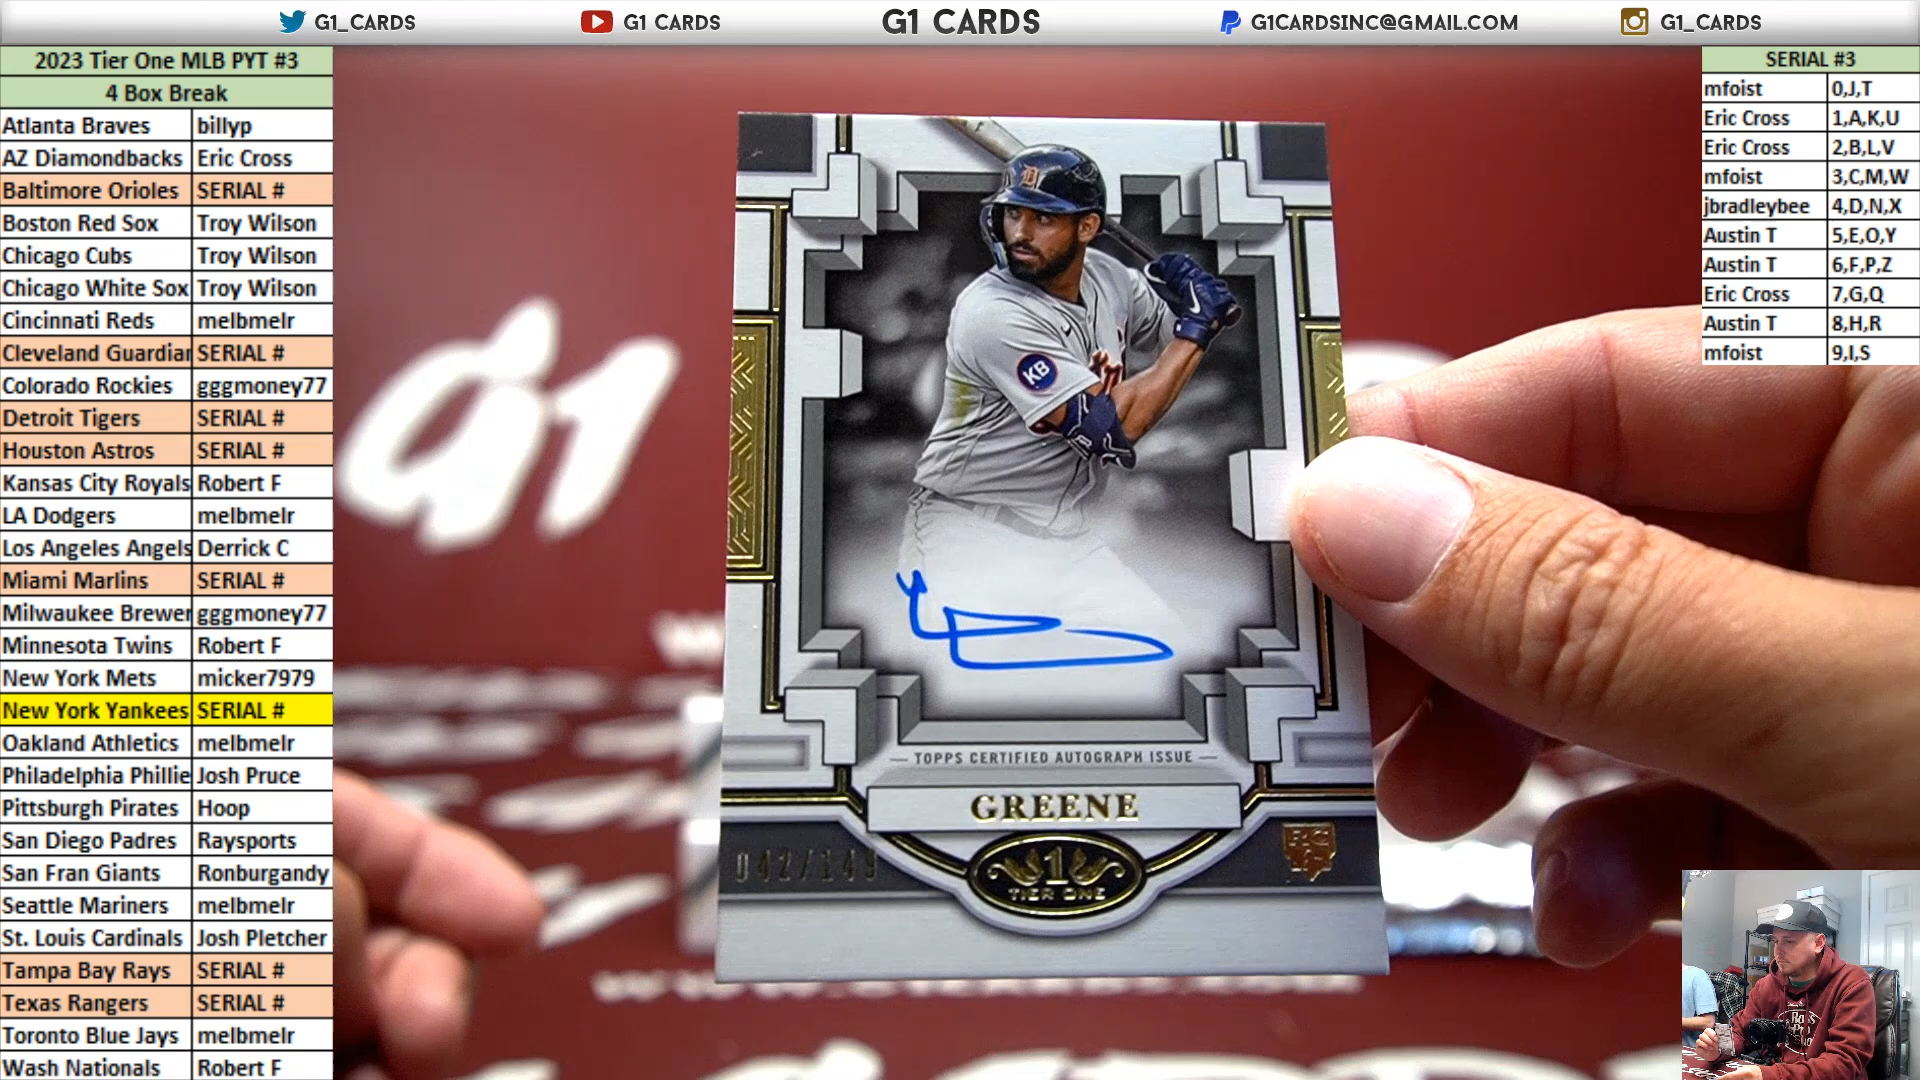 G1_CARDS
G1 CARDS
G1 CARDS
G1CARDSINC@GMAIL.COM
G1_CARDS
2023 Tier One MLB PYT #3
4 Box Break
Atlanta Braves billyp
AZ Diamondbacks Eric Cross
Baltimore Orioles SERIAL #
Boston Red Sox Troy Wilson
Chicago Cubs Troy Wilson
Chicago White Sox Troy Wilson
Cincinnati Reds melbmelr
Cleveland Guardian SERIAL #
Colorado Rockies gggmoney77
Detroit Tigers SERIAL #
Houston Astros SERIAL #
Kansas City Royals Robert F
LA Dodgers melbmelr
Los Angeles Angels Derrick C
Miami Marlins SERIAL #
Milwaukee Brewer gggmoney77
Minnesota Twins Robert F
New York Mets micker7979
New York Yankees SERIAL #
Oakland Athletics melbmelr
Philadelphia Phillie Josh Pruce
Pittsburgh Pirates Hoop
San Diego Padres Raysports
San Fran Giants Ronburgandy
Seattle Mariners melbmelr
St. Louis Cardinals Josh Pletcher
Tampa Bay Rays SERIAL #
Texas Rangers SERIAL #
Toronto Blue Jays melbmelr
Wash Nationals Robert F
SERIAL #3
mfoist 0,J,T
Eric Cross 1,A,K,U
Eric Cross 2,B,L,V
mfoist 3,C,M,W
jbradleybee 4,D,N,X
Austin T 5,E,O,Y
Austin T 6,F,P,Z
Eric Cross 7,G,Q
Austin T 8,H,R
mfoist 9,I,S
G1
D
KB
TOPPS CERTIFIED AUTOGRAPH ISSUE
GREENE
042/149
1
TIER ONE